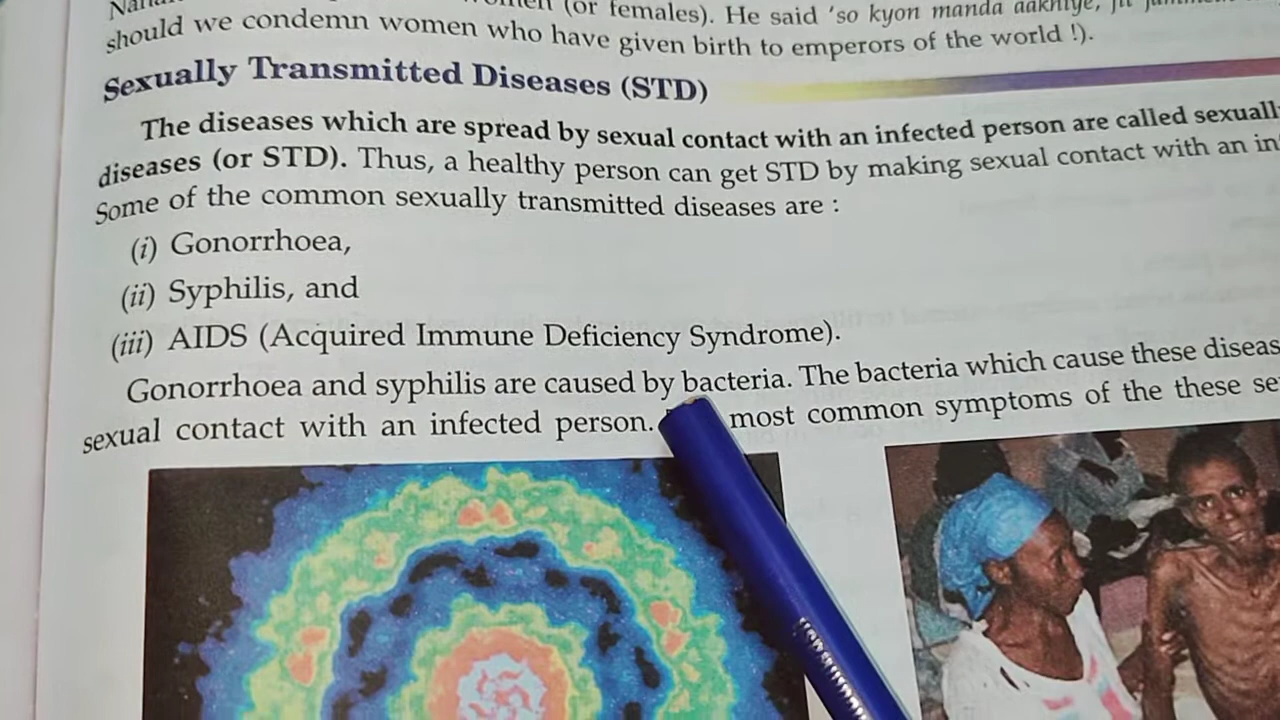 (or females). He said ‘so kyon manda aakhiye,
should we condemn women who have given birth to emperors of the world !).
Sexually Transmitted Diseases (STD)
The diseases which are spread by sexual contact with an infected person are called
diseases (or STD). Thus, a healthy person can get STD by making sexual contact with an
Some of the common sexually transmitted diseases are :
(i) Gonorrhoea,
(ii) Syphilis, and
(iii) AIDS (Acquired Immune Deficiency Syndrome).
Gonorrhoea and syphilis are caused by bacteria. The bacteria which cause these
sexual contact with an infected person. most common symptoms of the these